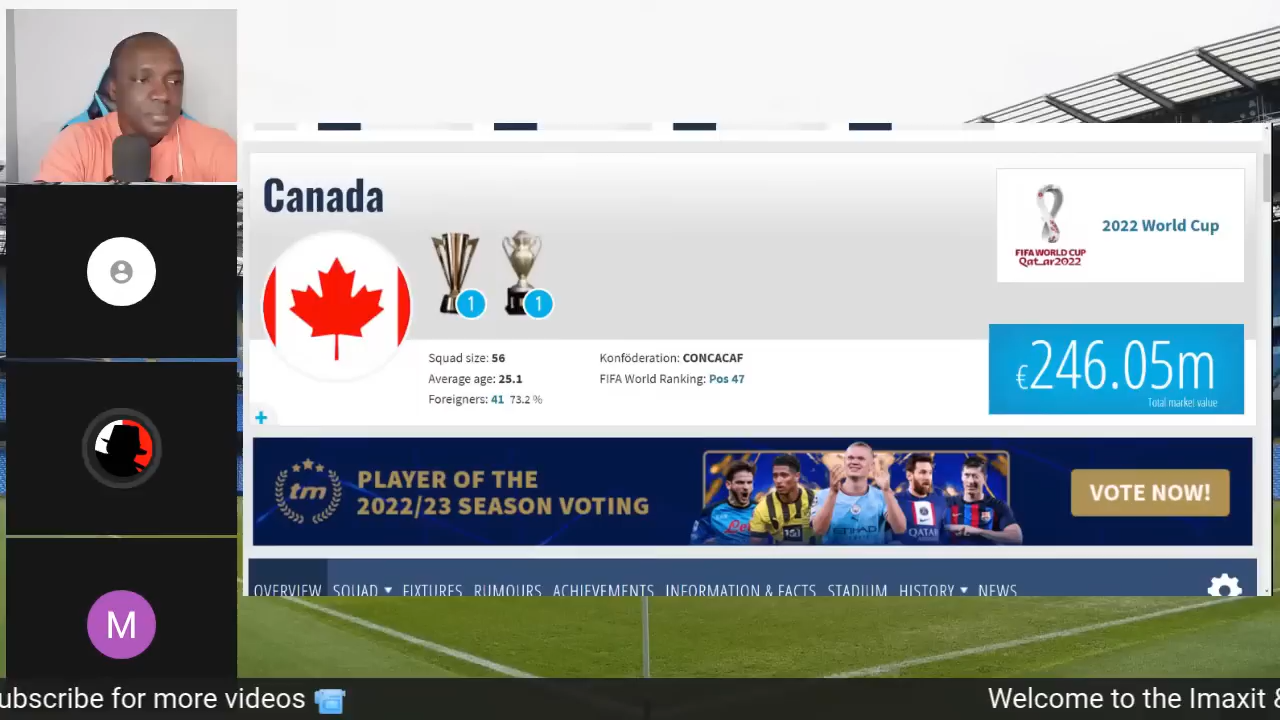 Canada
1
1
2022 World Cup
FIFA WORLD CUP
Qatar2022
Squad size: 56
Average age: 25.1
Foreigners: 41 73.2 %
Konföderation: CONCACAF
FIFA World Ranking: Pos 47
€246.05m
Total market value
+
tm
PLAYER OF THE
2022/23 SEASON VOTING
ETIHAD
QATAR
VOTE NOW!
OVERVIEW SQUAD FIXTURES RUMOURS ACHIEVEMENTS INFORMATION & FACTS STADIUM HISTORY NEWS
M
ubscribe for more videos
Welcome to the Imaxit &